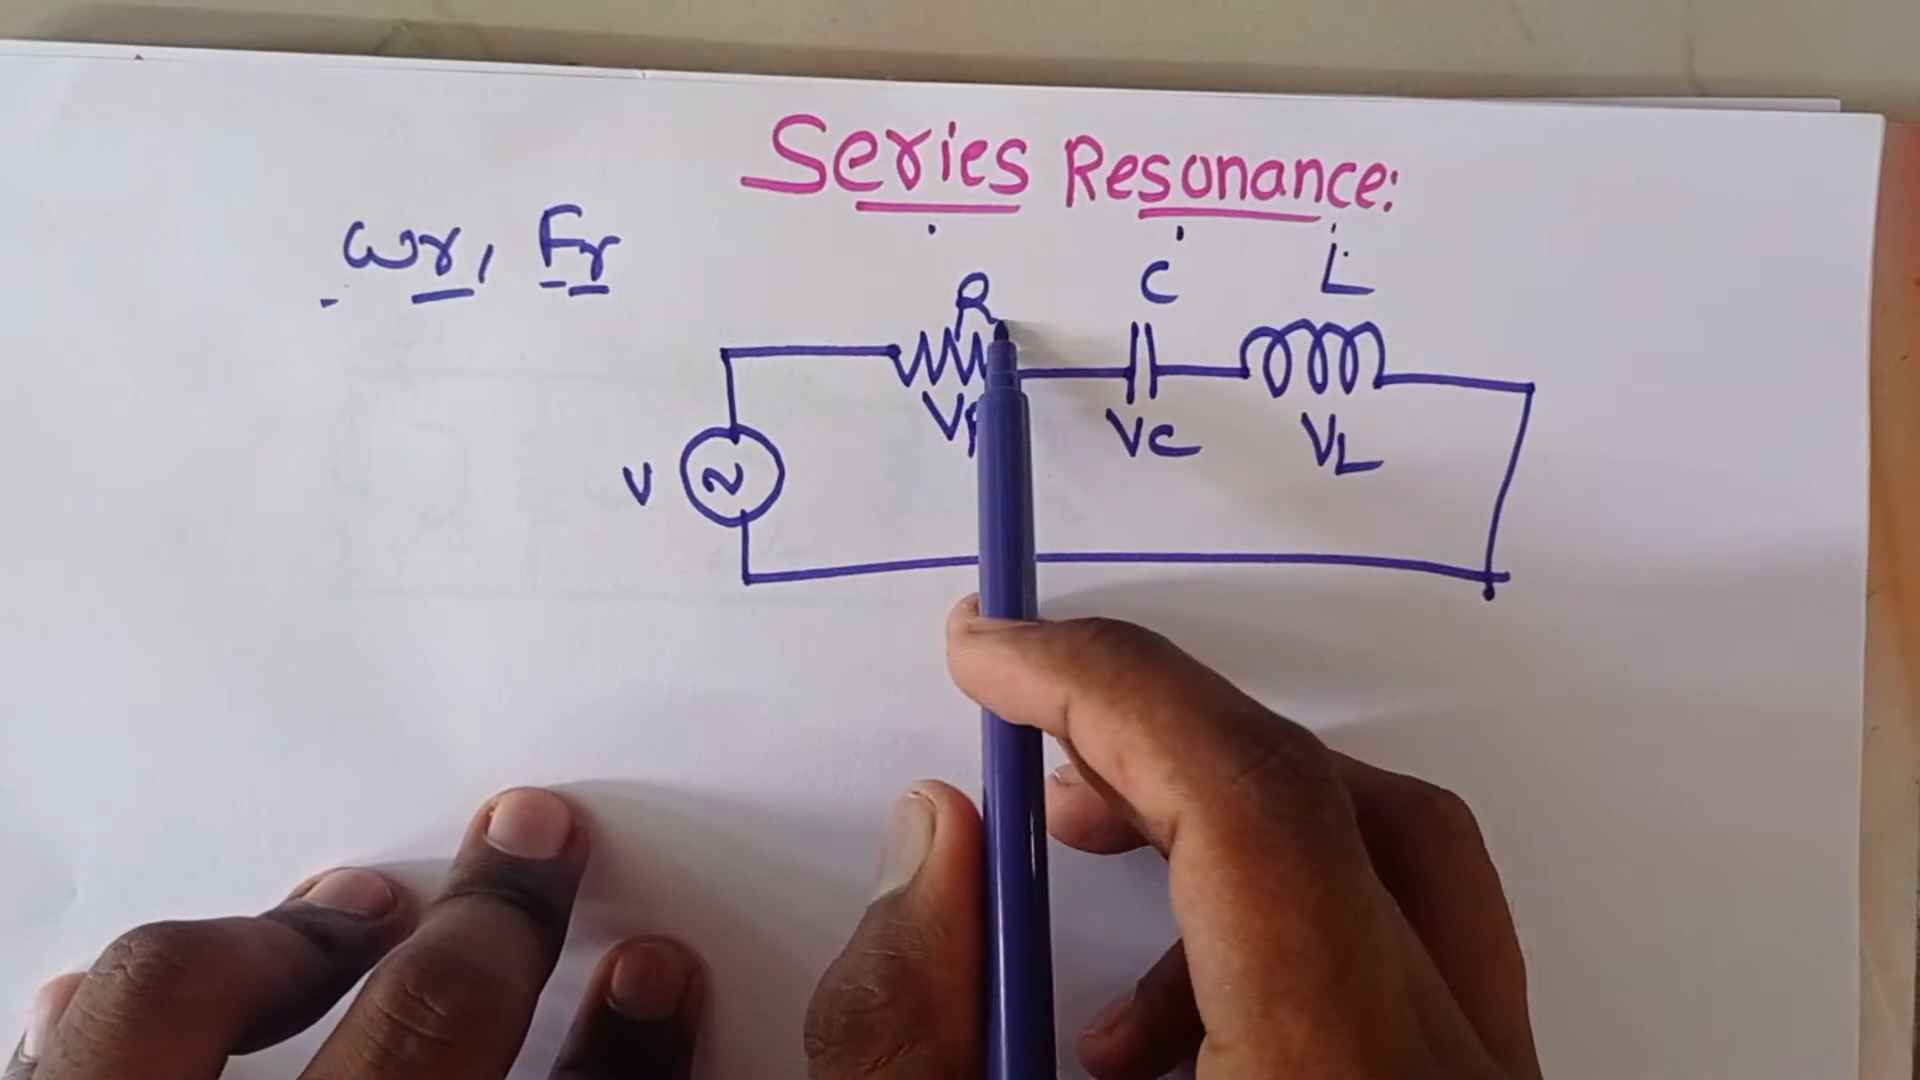 Series Resonance:
ωr, Fr
R C L
VC VL
V